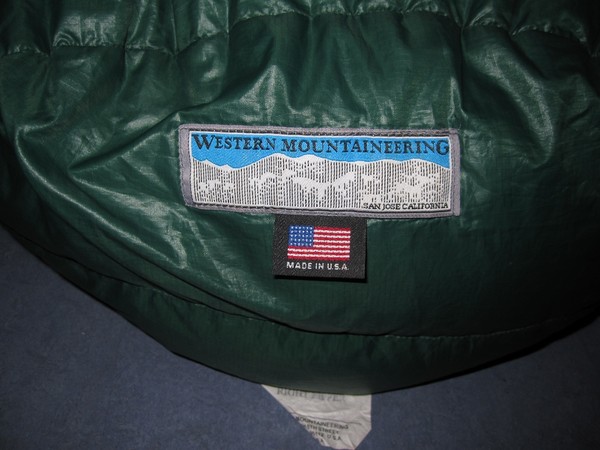 WESTERN MOUNTAINEERING
SAN JOSE CALIFORNIA
MADE IN U.S.A.